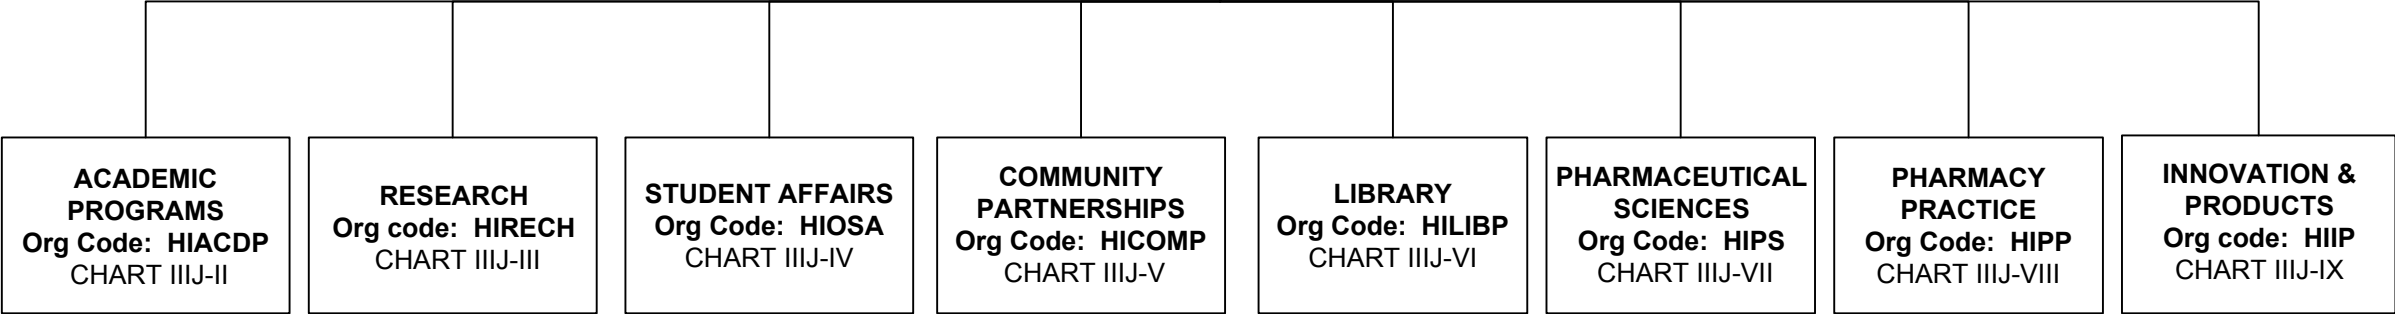 ACADEMIC
PROGRAMS
Org Code: HIACDP
CHART IIIJ-II
RESEARCH
Org code: HIRECH
CHART IIIJ-III
STUDENT AFFAIRS
Org Code: HIOSA
CHART IIIJ-IV
COMMUNITY
PARTNERSHIPS
Org Code: HICOMP
CHART IIIJ-V
LIBRARY
Org Code: HILIBP
CHART IIIJ-VI
PHARMACEUTICAL
SCIENCES
Org Code: HIPS
CHART IIIJ-VII
PHARMACY
PRACTICE
Org Code: HIPP
CHART IIIJ-VIII
INNOVATION &
PRODUCTS
Org code: HIIP
CHART IIIJ-IX